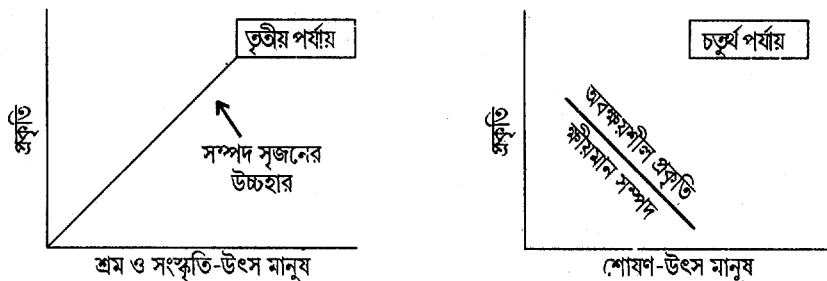 তৃতীয় পর্যায়
প্রকৃতি
সম্পদ সৃজনের
উচ্চহার
শ্রম ও সংস্কৃতি-উৎস মানুষ
চতুর্থ পর্যায়
প্রকৃতি
অবক্ষয়শীল প্রকৃতি
ক্ষীয়মান সম্পদ
শোষণ-উৎস মানুষ